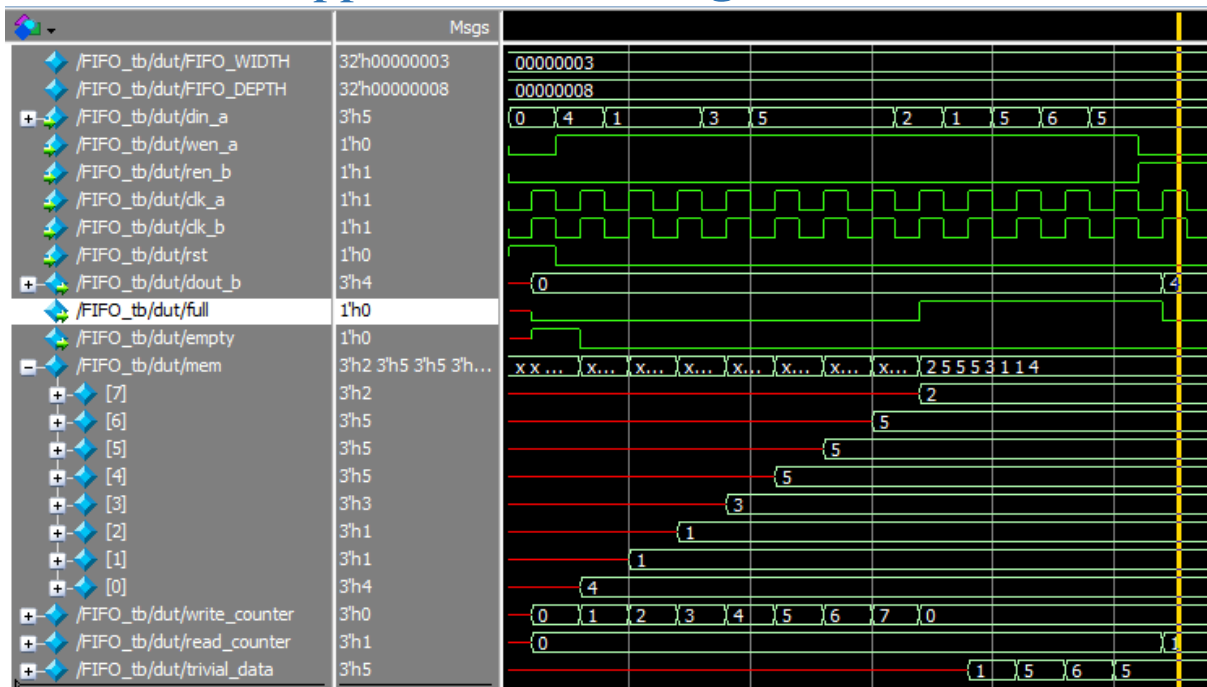 Msgs
/FIFO_tb/dut/FIFO_WIDTH 32'h00000003 00000003
/FIFO_tb/dut/FIFO_DEPTH 32'h00000008 00000008
/FIFO_tb/dut/din_a 3'h5 0 4 1 3 5 2 1 5 6 5
/FIFO_tb/dut/wen_a 1'h0
/FIFO_tb/dut/ren_b 1'h1
/FIFO_tb/dut/clk_a 1'h1
/FIFO_tb/dut/clk_b 1'h1
/FIFO_tb/dut/rst 1'h0
/FIFO_tb/dut/dout_b 3'h4 0 4
/FIFO_tb/dut/full 1'h0
/FIFO_tb/dut/empty 1'h0
/FIFO_tb/dut/mem 3'h2 3'h5 3'h5 3'h... x x ... x... x... x... x... x... x... x... 2 5 5 5 3 1 1 4
[7] 3'h2 2
[6] 3'h5 5
[5] 3'h5 5
[4] 3'h5 5
[3] 3'h3 3
[2] 3'h1 1
[1] 3'h1 1
[0] 3'h4 4
/FIFO_tb/dut/write_counter 3'h0 0 1 2 3 4 5 6 7 0
/FIFO_tb/dut/read_counter 3'h1 0 1
/FIFO_tb/dut/trivial_data 3'h5 1 5 6 5